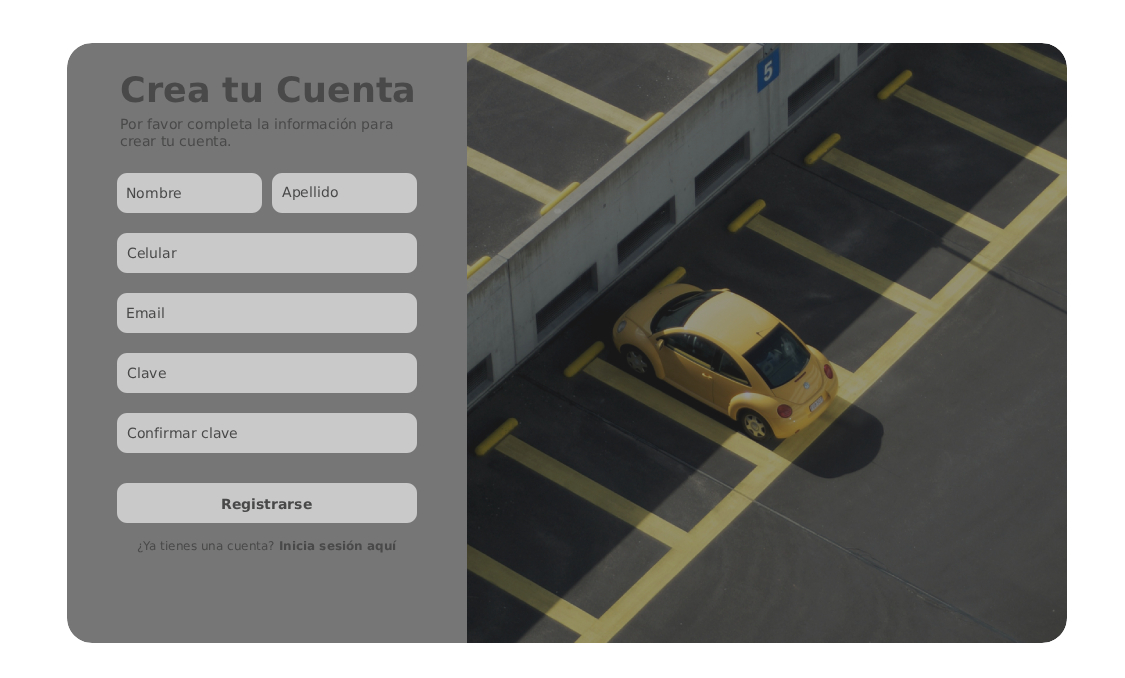 Crea tu Cuenta
Por favor completa la información para
crear tu cuenta.
Nombre
Apellido
Celular
Email
Clave
Confirmar clave
Registrarse
¿Ya tienes una cuenta? Inicia sesión aquí
5